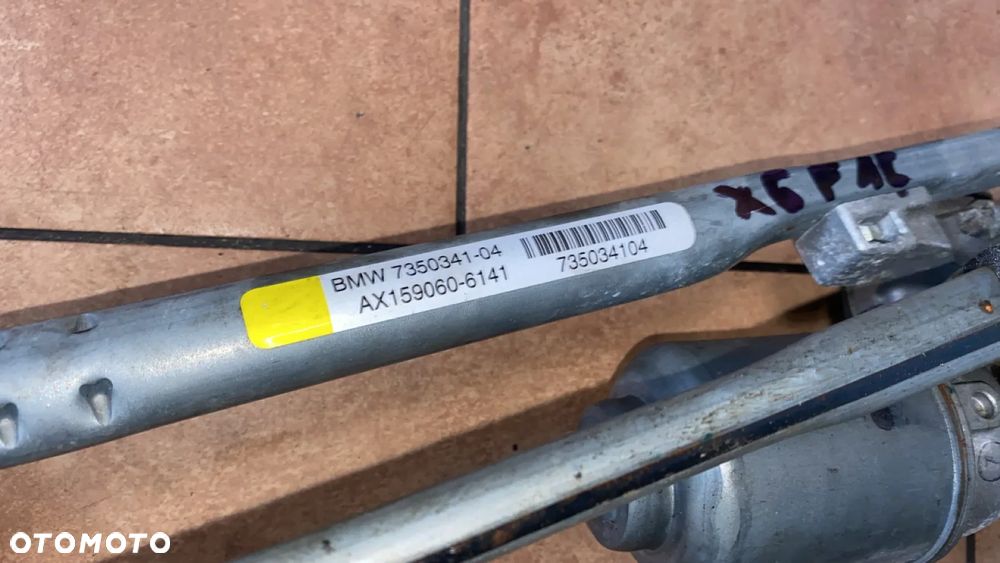 X6 F16
BMW 7350341-04
AX159060-6141
735034104
OTOMOTO